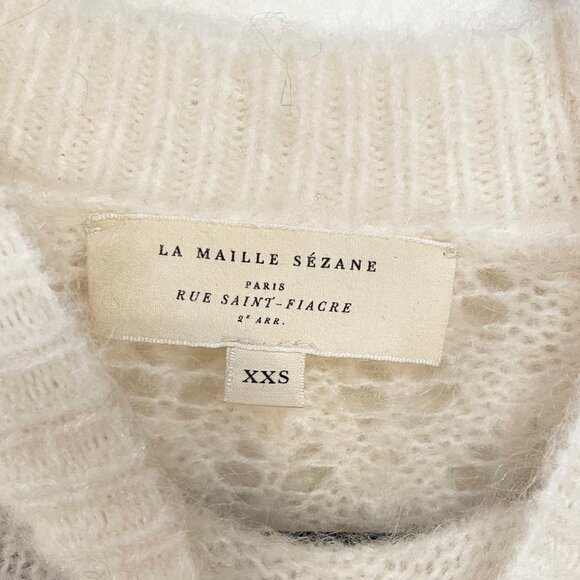 LA MAILLE SÉZANE
PARIS
RUE SAINT-FIACRE
2E ARR.
XXS